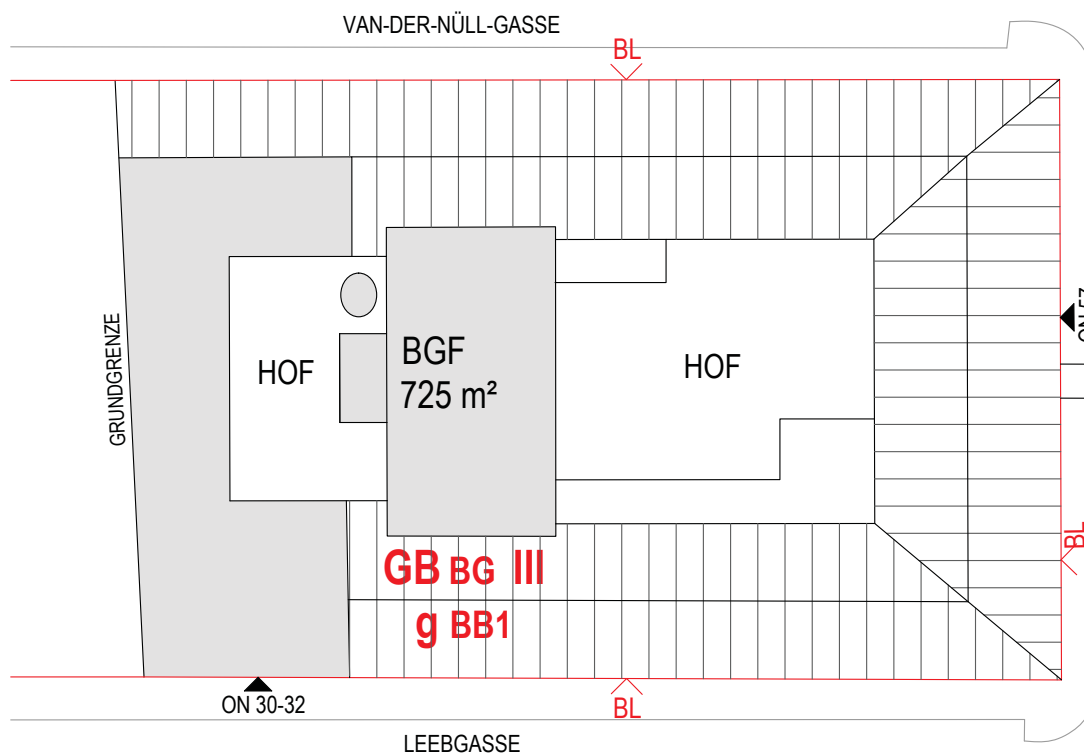 VAN-DER-NÜLL-GASSE
BL
GRUNDGRENZE
HOF
BGF
725 m²
HOF
BL
GB BG III
g BB1
ON 30-32
BL
LEEBGASSE